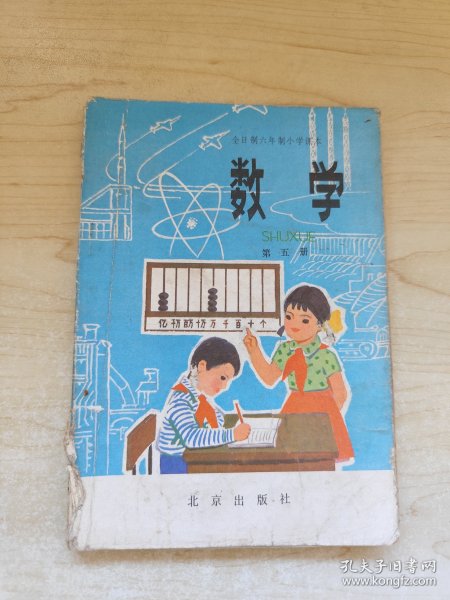 全日制六年制小学课本
数学
SHUXUE
第五册
亿 千万 百万 十万 万 千 百 十 个
北京出版社
孔夫子旧书网
www.kongfz.com